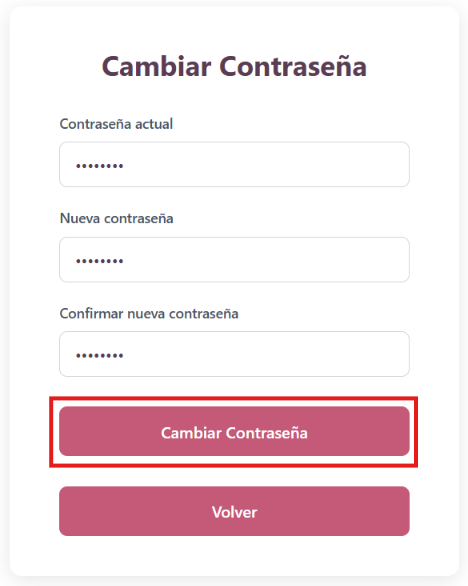 Cambiar Contraseña
Contraseña actual
••••••••
Nueva contraseña
••••••••
Confirmar nueva contraseña
••••••••
Cambiar Contraseña
Volver